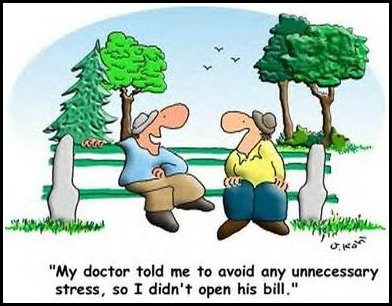 "My doctor told me to avoid any unnecessary
stress, so I didn't open his bill."